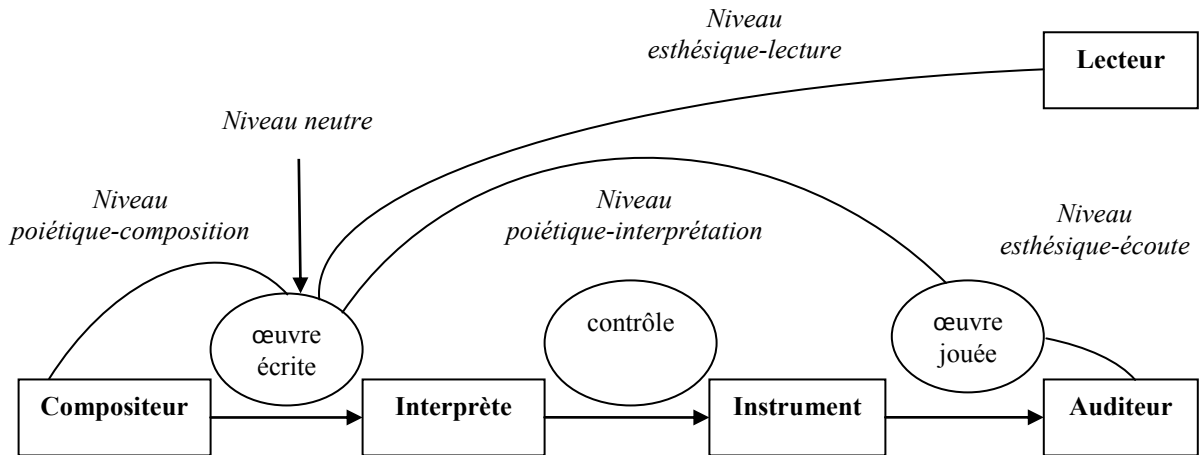 Niveau
esthésique-lecture
Lecteur
Niveau neutre
Niveau
poiétique-composition
Niveau
poiétique-interprétation
Niveau
esthésique-écoute
œuvre
écrite
contrôle
œuvre
jouée
Compositeur
Interprète
Instrument
Auditeur